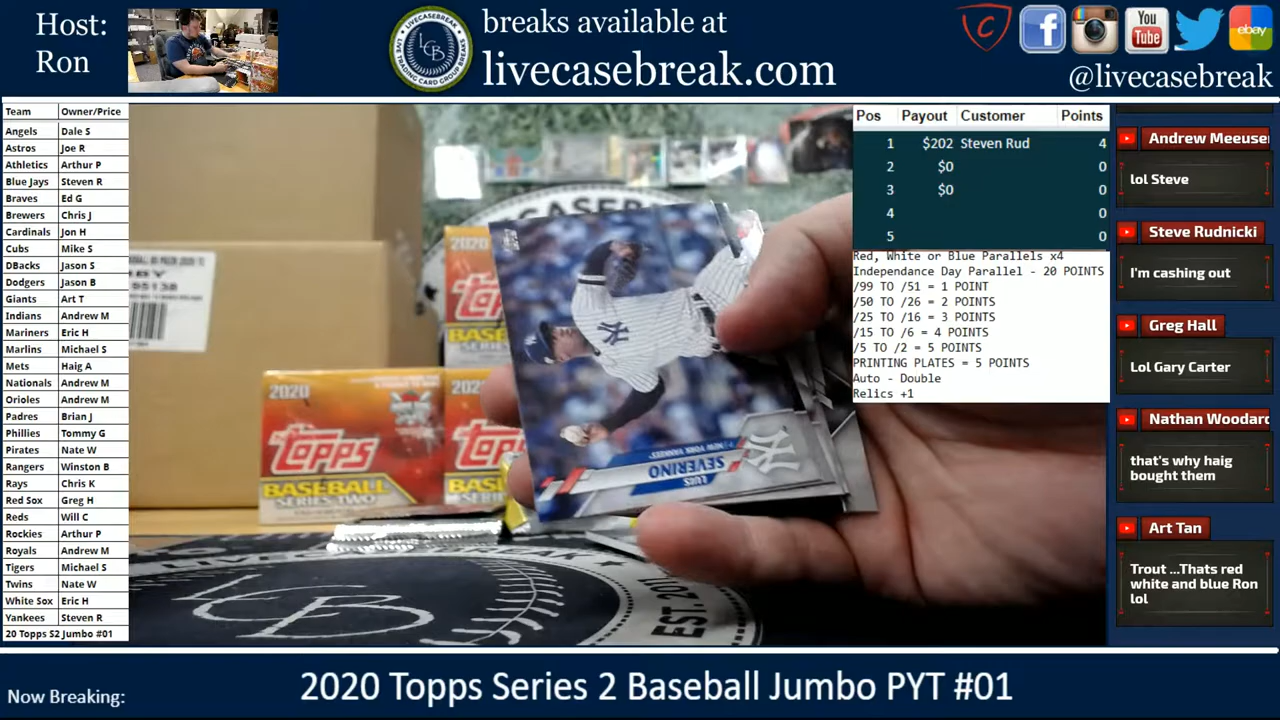 Host:
Ron
LIVECASEBREAK
LCB
breaks available at
livecasebreak.com
You
Tube
ebay
@livecasebreak
Team Owner/Price
Angels Dale S
Astros Joe R
Athletics Arthur P
Blue Jays Steven R
Braves Ed G
Brewers Chris J
Cardinals Jon H
Cubs Mike S
DBacks Jason S
Dodgers Jason B
Giants Art T
Indians Andrew M
Mariners Eric H
Marlins Michael S
Mets Haig A
Nationals Andrew M
Orioles Andrew M
Padres Brian J
Phillies Tommy G
Pirates Nate W
Rangers Winston B
Rays Chris K
Red Sox Greg H
Reds Will C
Rockies Arthur P
Royals Andrew M
Tigers Michael S
Twins Nate W
White Sox Eric H
Yankees Steven R
20 Topps S2 Jumbo #01
2020
topps
BASEBALL
SERIES TWO
2020
LUIS
SEVERINO
NEW YORK YANKEES
NY
LCB
EST. 2011
Pos Payout Customer Points
1 $202 Steven Rud 4
2 $0 0
3 $0 0
4 0
5 0
Red, White or Blue Parallels x4
Independance Day Parallel - 20 POINTS
/99 TO /51 = 1 POINT
/50 TO /26 = 2 POINTS
/25 TO /16 = 3 POINTS
/15 TO /6 = 4 POINTS
/5 TO /2 = 5 POINTS
PRINTING PLATES = 5 POINTS
Auto - Double
Relics +1
Andrew Meeuse
lol Steve
Steve Rudnicki
I'm cashing out
Greg Hall
Lol Gary Carter
Nathan Woodard
that's why haig
bought them
Art Tan
Trout ...Thats red
white and blue Ron
lol
Now Breaking:
2020 Topps Series 2 Baseball Jumbo PYT #01